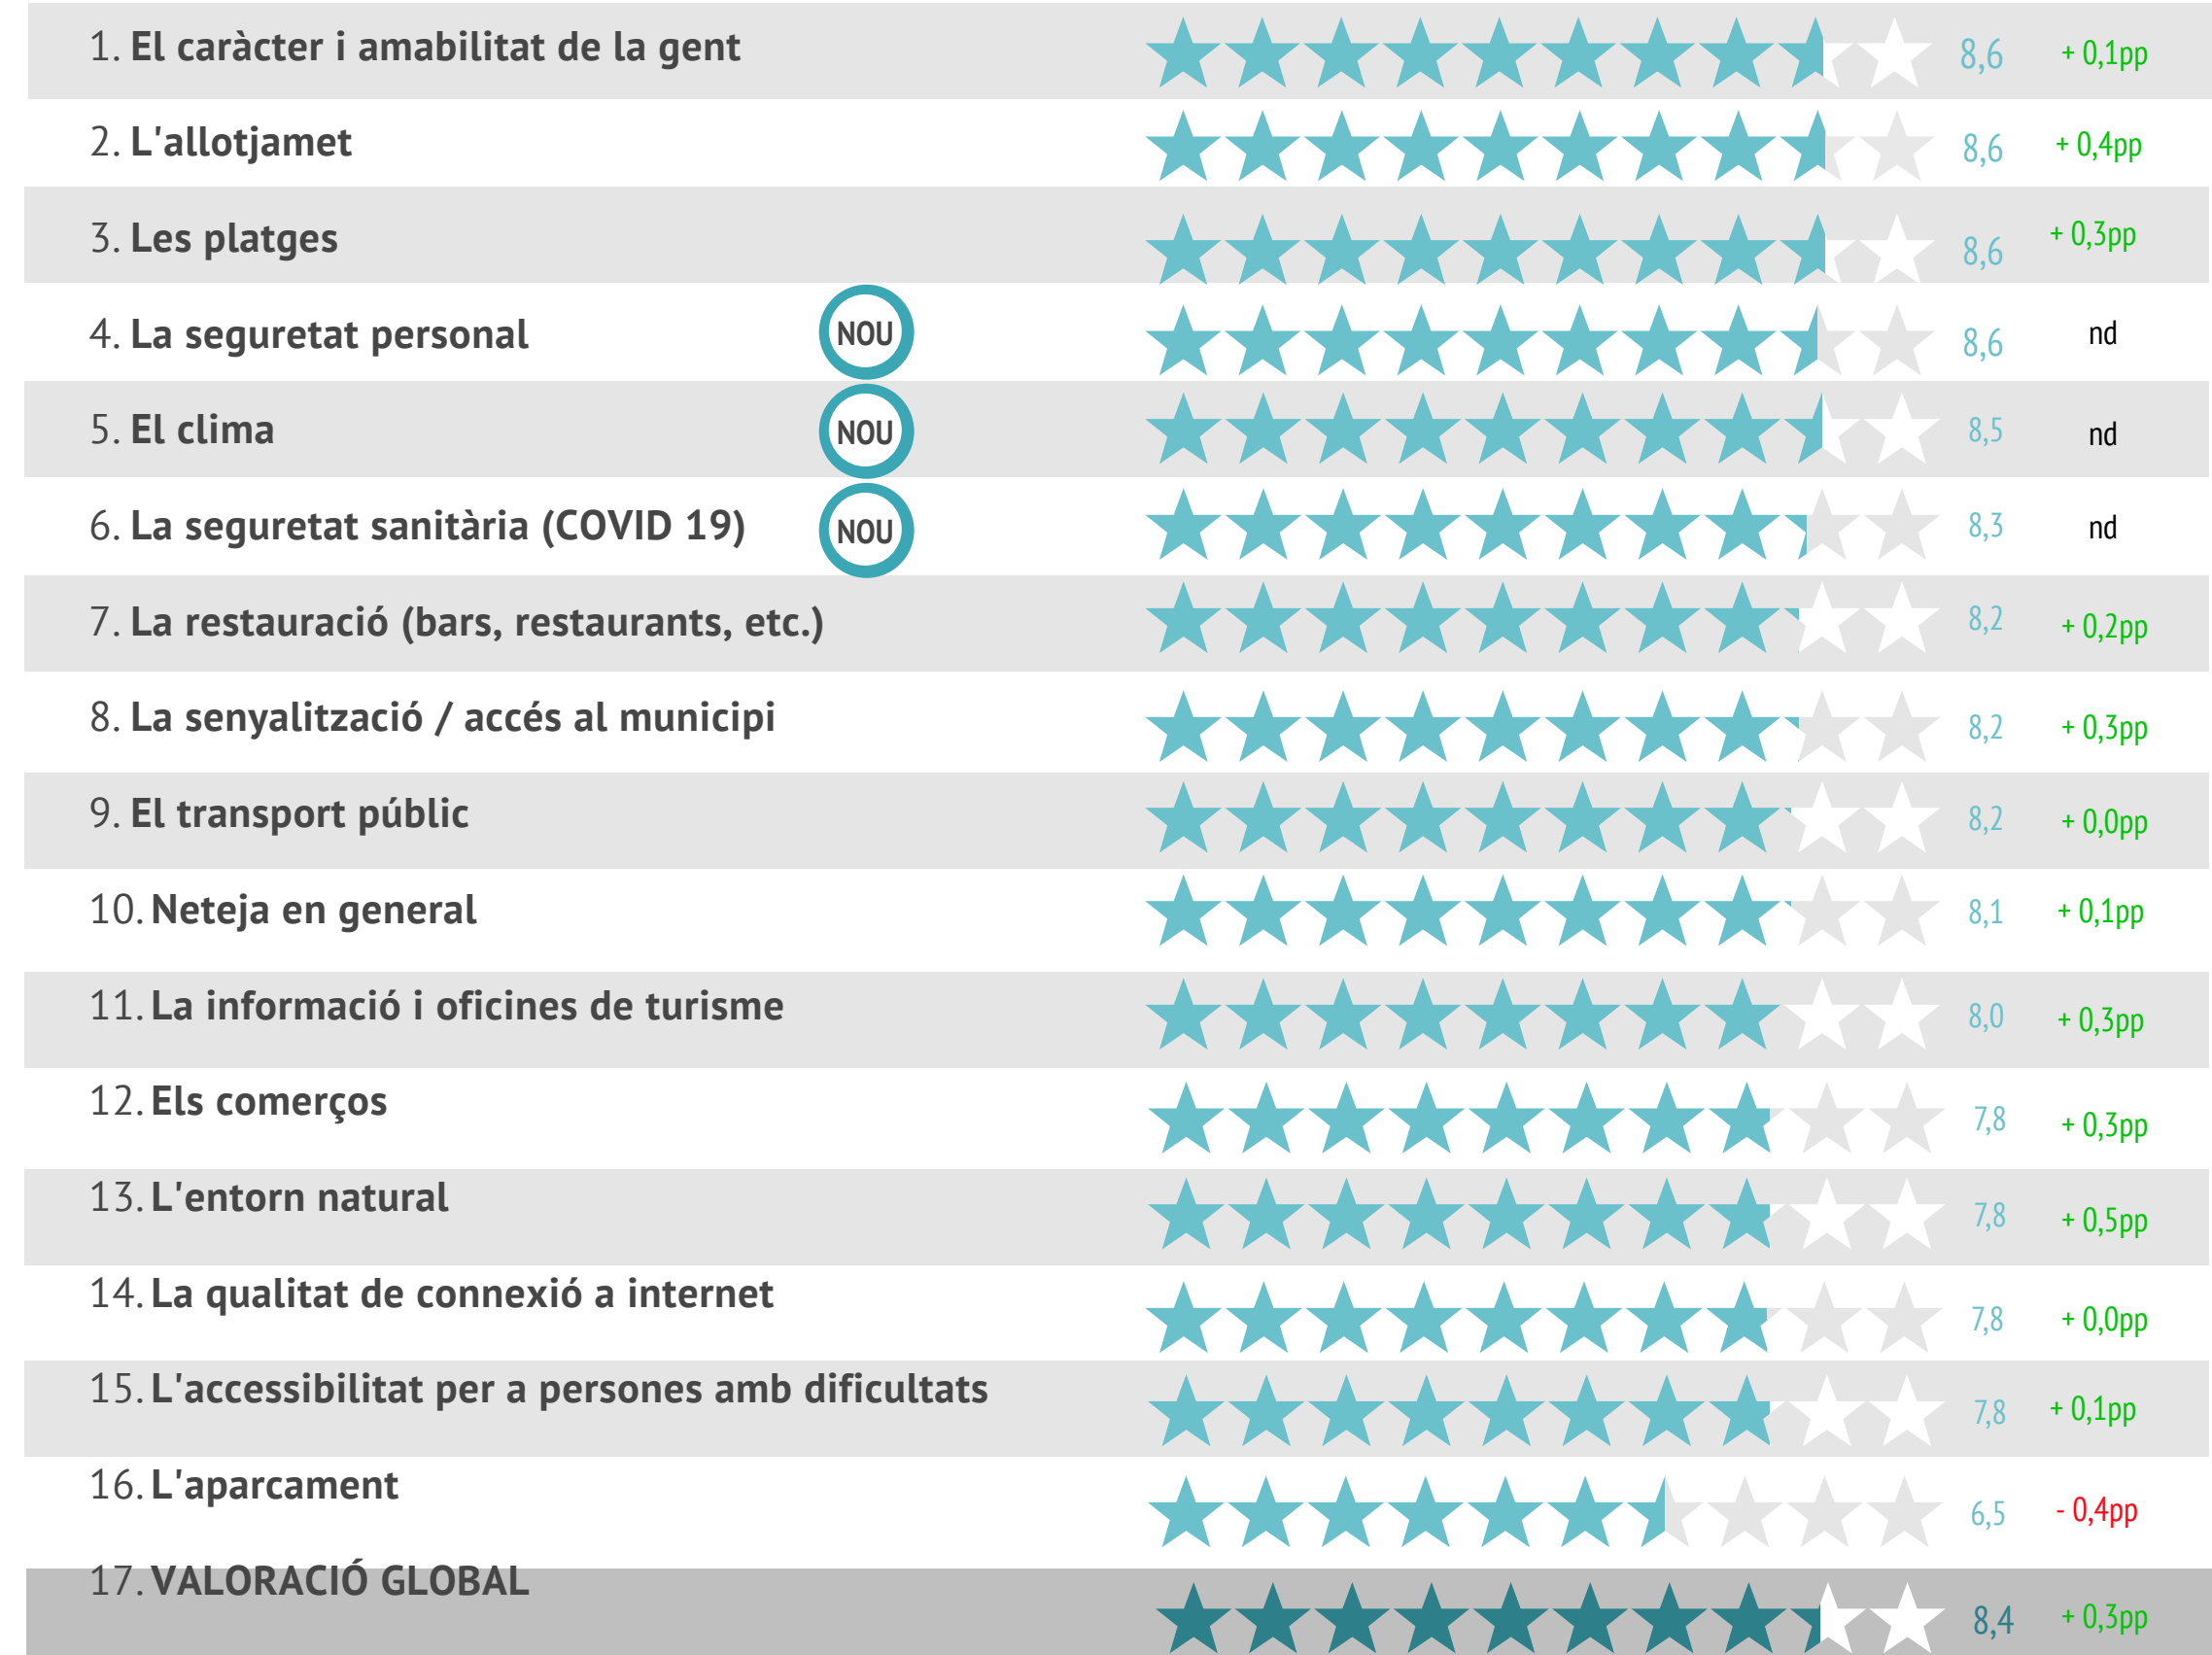 1. El caràcter i amabilitat de la gent 8,6 + 0,1pp
2. L'allotjamet 8,6 + 0,4pp
3. Les platges 8,6 + 0,3pp
4. La seguretat personal NOU 8,6 nd
5. El clima NOU 8,5 nd
6. La seguretat sanitària (COVID 19) NOU 8,3 nd
7. La restauració (bars, restaurants, etc.) 8,2 + 0,2pp
8. La senyalització / accés al municipi 8,2 + 0,3pp
9. El transport públic 8,2 + 0,0pp
10. Neteja en general 8,1 + 0,1pp
11. La informació i oficines de turisme 8,0 + 0,3pp
12. Els comerços 7,8 + 0,3pp
13. L'entorn natural 7,8 + 0,5pp
14. La qualitat de connexió a internet 7,8 + 0,0pp
15. L'accessibilitat per a persones amb dificultats 7,8 + 0,1pp
16. L'aparcament 6,5 - 0,4pp
17. VALORACIÓ GLOBAL 8,4 + 0,3pp